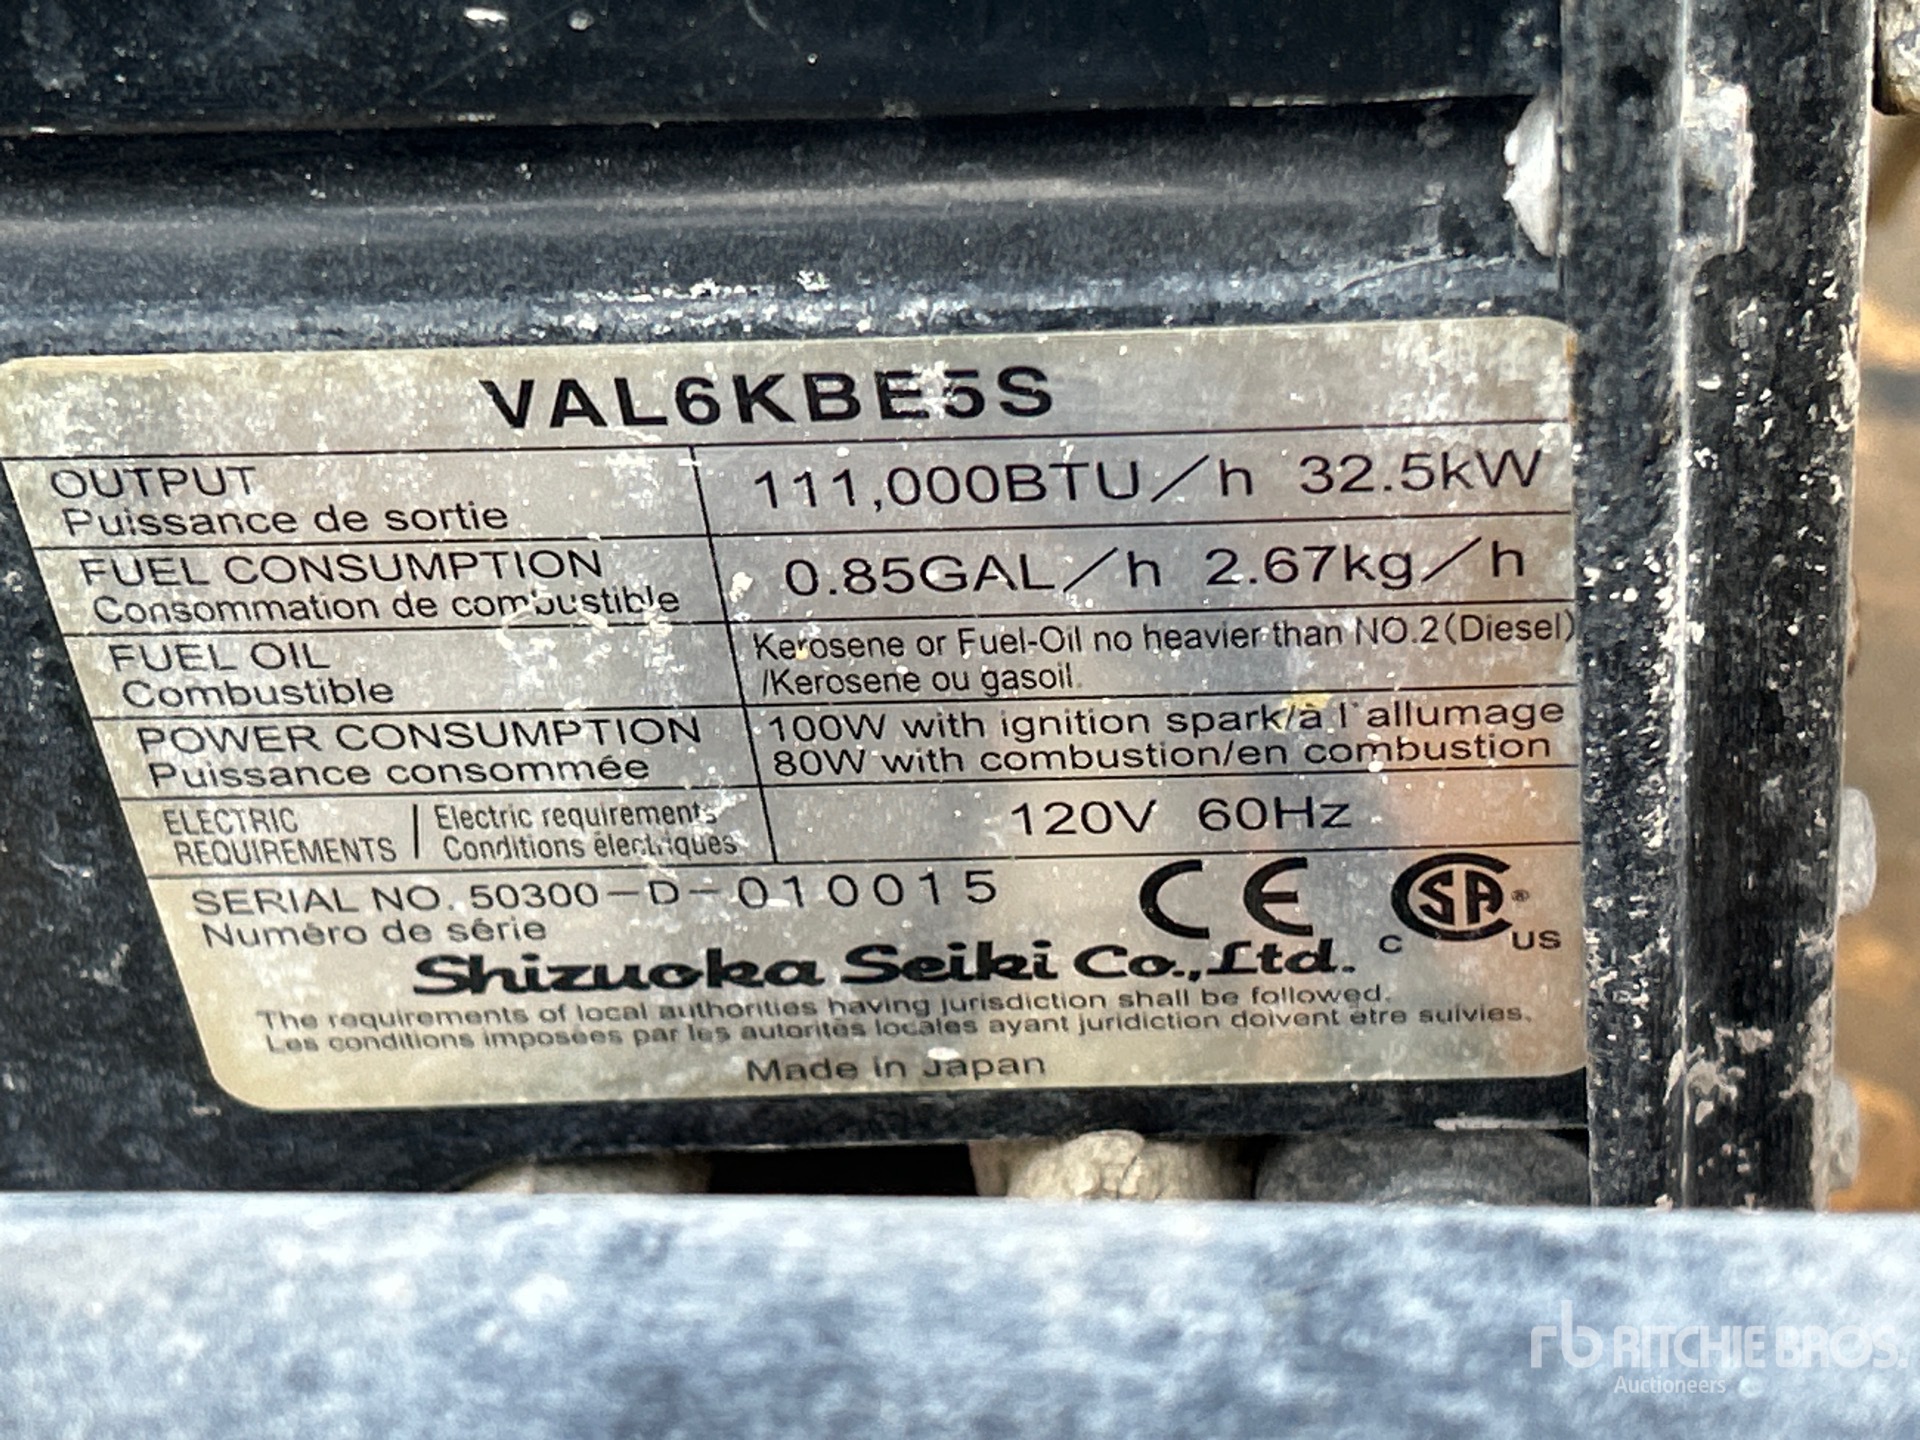 VAL6KBE5S
OUTPUT
Puissance de sortie
111,000BTU/h 32.5kW
FUEL CONSUMPTION
Consommation de combustible
0.85GAL/h 2.67kg/h
FUEL OIL
Combustible
Kerosene or Fuel-Oil no heavier than NO.2(Diesel)
/Kerosene ou gasoil.
POWER CONSUMPTION
Puissance consommée
100W with ignition spark/à l'allumage
80W with combustion/en combustion
ELECTRIC REQUIREMENTS
Electric requirements
Conditions électriques
120V 60Hz
SERIAL NO. 50300-D-010015
Numéro de série
CE
CSA®
C US
Shizuoka Seiki Co.,Ltd.
The requirements of local authorities having jurisdiction shall be followed.
Les conditions imposées par les autorités locales ayant juridiction doivent être suivies.
Made in Japan
rb RITCHIE BROS.
Auctioneers